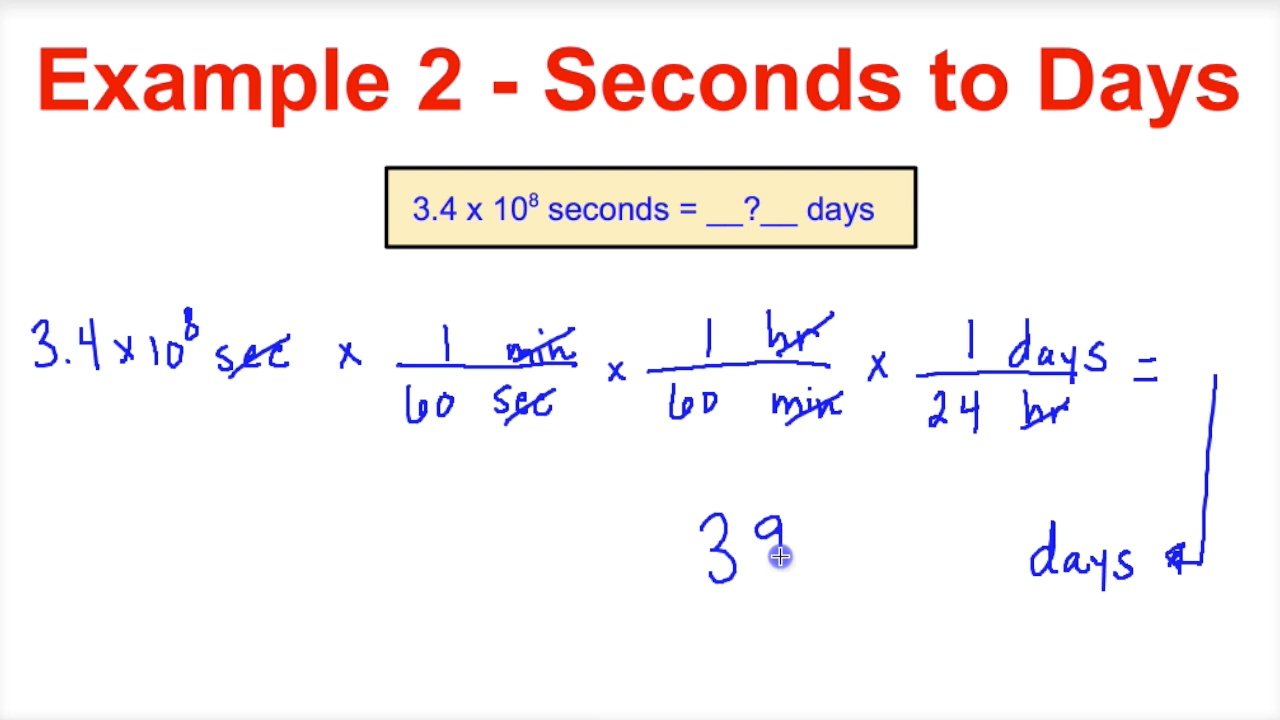 Example 2 - Seconds to Days
3.4 x 10⁸ seconds = __?__ days
3.4 x 10⁸ sec x 1 min / 60 sec x 1 hr / 60 min x 1 days / 24 hr =
39 days